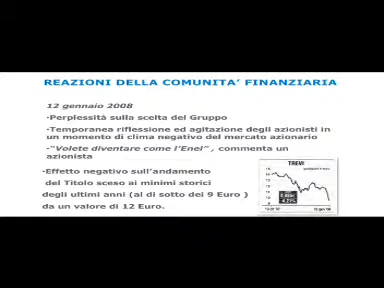 REAZIONI DELLA COMUNITA’ FINANZIARIA
12 gennaio 2008
-Perplessità sulla scelta del Gruppo
-Temporanea riflessione ed agitazione degli azionisti in
un momento di clima negativo del mercato azionario
-“Volete diventare come l’Enel” , commenta un
azionista
-Effetto negativo sull’andamento
del Titolo sceso ai minimi storici
degli ultimi anni (al di sotto dei 9 Euro )
da un valore di 12 Euro.
TREVI